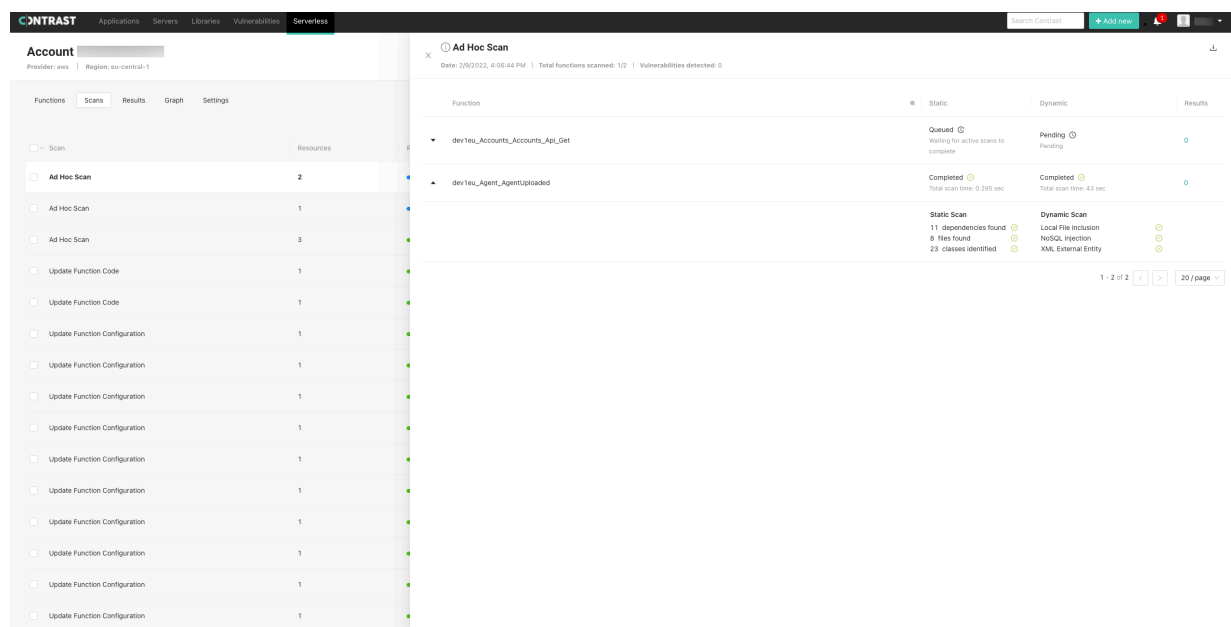 CONTRAST Applications Servers Libraries Vulnerabilities Serverless Search Contrast + Add new 1
Account
Provider: aws | Region: eu-central-1
Functions Scans Results Graph Settings
Scan Resources
Ad Hoc Scan 2
Ad Hoc Scan 1
Ad Hoc Scan 3
Update Function Code 1
Update Function Code 1
Update Function Configuration 1
Update Function Configuration 1
Update Function Configuration 1
Update Function Configuration 1
Update Function Configuration 1
Update Function Configuration 1
Update Function Configuration 1
Update Function Configuration 1
Update Function Configuration 1
Update Function Configuration 1
Ad Hoc Scan
Date: 2/9/2022, 4:06:44 PM | Total functions scanned: 1/2 | Vulnerabilities detected: 0
Function Static Dynamic Results
dev1eu_Accounts_Accounts_Api_Get
Queued
Waiting for active scans to
complete
Pending
Pending
0
dev1eu_Agent_AgentUploaded
Completed
Total scan time: 0.295 sec
Completed
Total scan time: 43 sec
0
Static Scan
11 dependencies found
8 files found
23 classes identified
Dynamic Scan
Local File Inclusion
NoSQL injection
XML External Entity
1 - 2 of 2 < > 20 / page